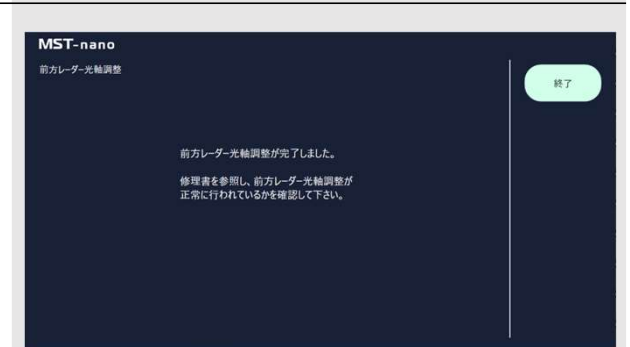 MST-nano
前方レーダー光軸調整
終了
前方レーダー光軸調整が完了しました。
修理書を参照し、前方レーダー光軸調整が
正常に行われているかを確認して下さい。